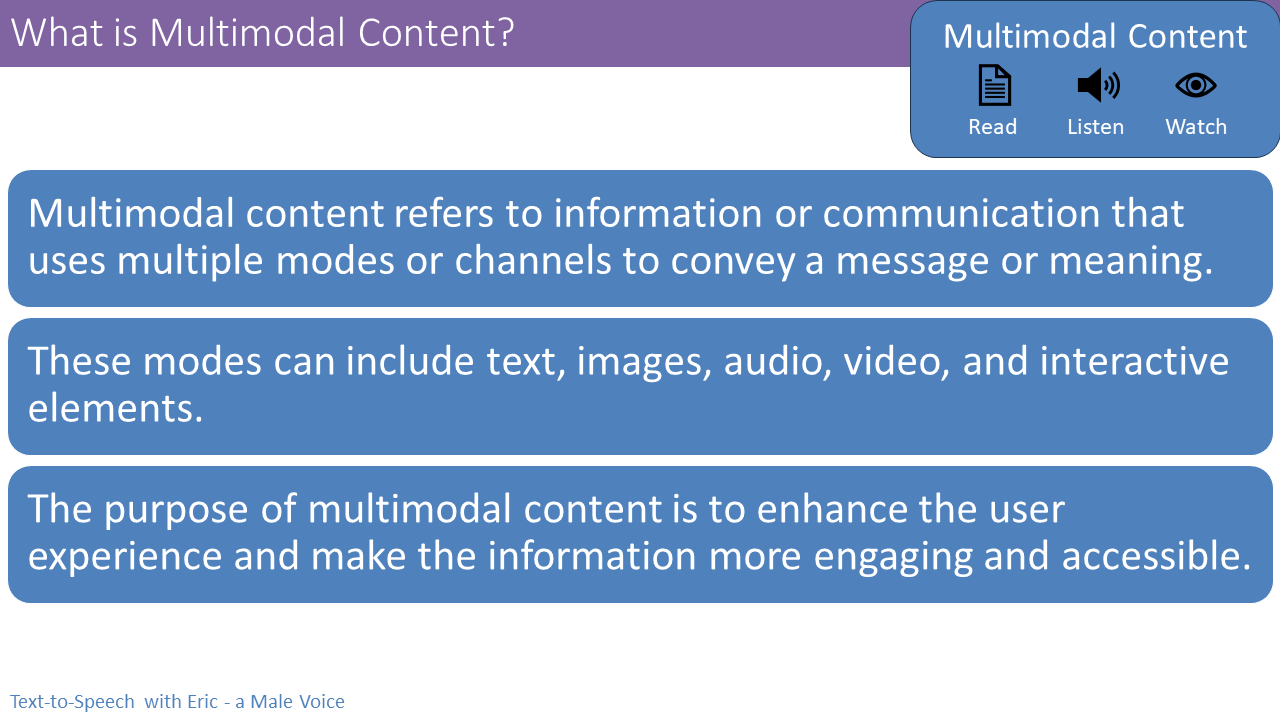 What is Multimodal Content?
Multimodal Content
Read Listen Watch
Multimodal content refers to information or communication that
uses multiple modes or channels to convey a message or meaning.
These modes can include text, images, audio, video, and interactive
elements.
The purpose of multimodal content is to enhance the user
experience and make the information more engaging and accessible.
Text-to-Speech with Eric - a Male Voice